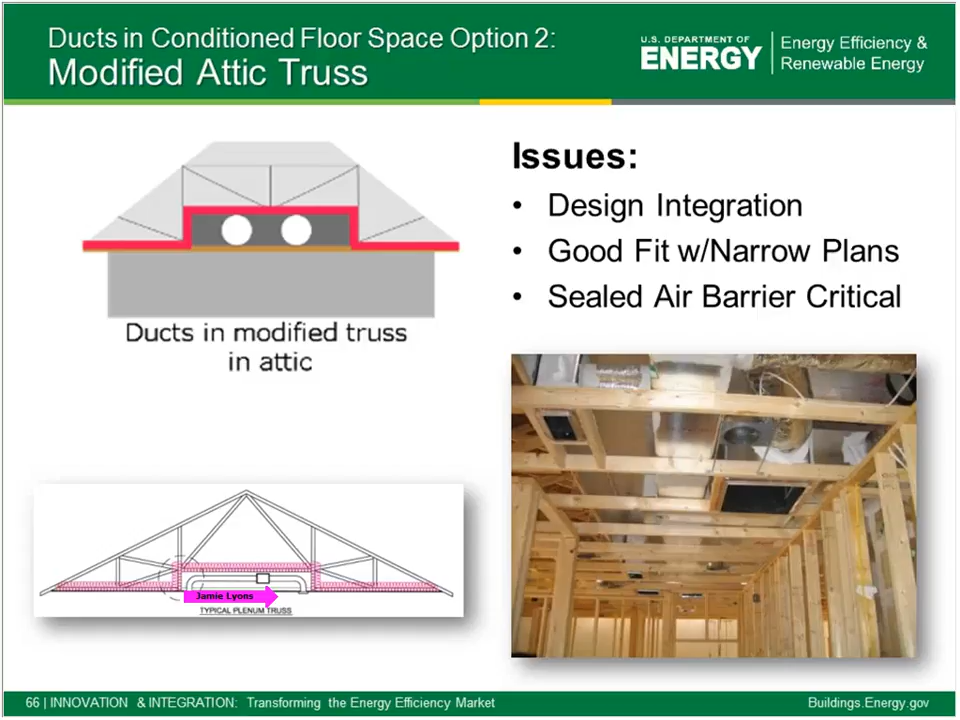 Ducts in Conditioned Floor Space Option 2:
Modified Attic Truss
U.S. DEPARTMENT OF
ENERGY
Energy Efficiency &
Renewable Energy
Issues:
• Design Integration
• Good Fit w/Narrow Plans
• Sealed Air Barrier Critical
Ducts in modified truss
in attic
Jamie Lyons
TYPICAL PLENUM TRUSS
66 | INNOVATION & INTEGRATION: Transforming the Energy Efficiency Market
Buildings.Energy.gov